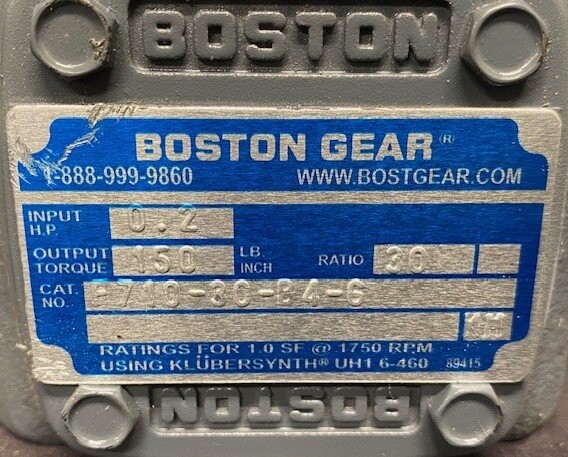 BOSTON
BOSTON GEAR®
1-888-999-9860 WWW.BOSTGEAR.COM
INPUT H.P. 0.2
OUTPUT TORQUE 150 LB INCH RATIO 30
CAT. NO. FZ710-30-B4-G
RATINGS FOR 1.0 SF @ 1750 RPM
USING KLÜBERSYNTH® UH1 6-460 89415
BOSTON